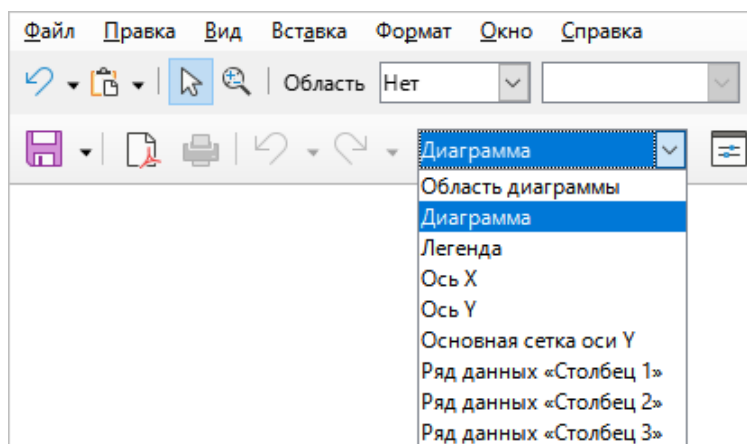 Файл Правка Вид Вставка Формат Окно Справка
Область Нет
Диаграмма
Область диаграммы
Диаграмма
Легенда
Ось X
Ось Y
Основная сетка оси Y
Ряд данных «Столбец 1»
Ряд данных «Столбец 2»
Ряд данных «Столбец 3»